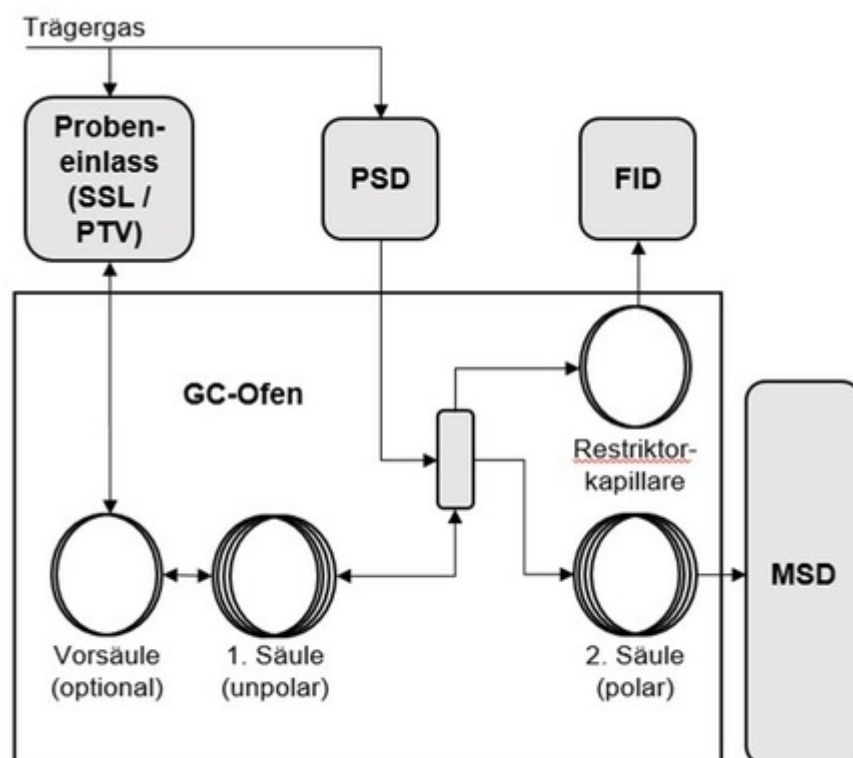 Trägergas
Proben-
einlass
(SSL /
PTV)
PSD
FID
GC-Ofen
Restriktor-
kapillare
MSD
Vorsäule
(optional)
1. Säule
(unpolar)
2. Säule
(polar)